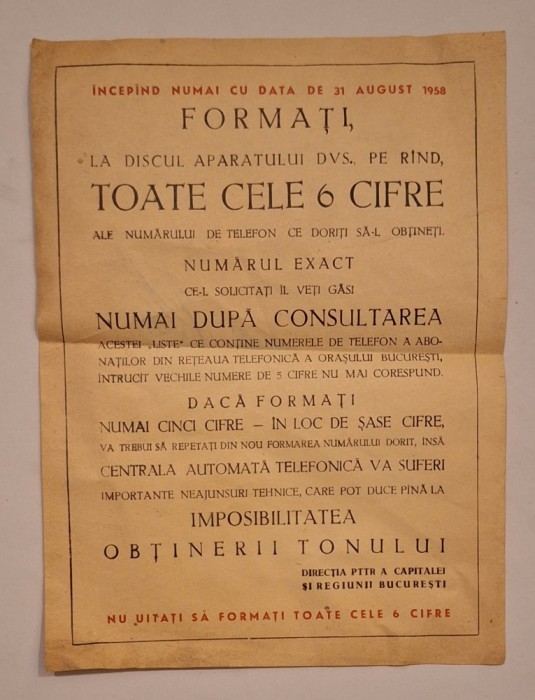 ÎNCEPÎND NUMAI CU DATA DE 31 AUGUST 1958
FORMAȚI,
LA DISCUL APARATULUI DVS., PE RÎND,
TOATE CELE 6 CIFRE
ALE NUMĂRULUI DE TELEFON CE DORIȚI SĂ-L OBȚINEȚI.
NUMĂRUL EXACT
CE-L SOLICITAȚI ÎL VEȚI GĂSI
NUMAI DUPĂ CONSULTAREA
ACESTEI „LISTE" CE CONȚINE NUMERELE DE TELEFON A ABO-
NAȚILOR DIN REȚEAUA TELEFONICĂ A ORAȘULUI BUCUREȘTI,
ÎNTRUCÎT VECHILE NUMERE DE 5 CIFRE NU MAI CORESPUND.
DACĂ FORMAȚI
NUMAI CINCI CIFRE – ÎN LOC DE ȘASE CIFRE,
VA TREBUI SĂ REPETAȚI DIN NOU FORMAREA NUMĂRULUI DORIT, ÎNSĂ
CENTRALA AUTOMATĂ TELEFONICĂ VA SUFERI
IMPORTANTE NEAJUNSURI TEHNICE, CARE POT DUCE PÎNĂ LA
IMPOSIBILITATEA
OBȚINERII TONULUI
DIRECȚIA PTTR A CAPITALEI
ȘI REGIUNII BUCUREȘTI
NU UITAȚI SĂ FORMAȚI TOATE CELE 6 CIFRE